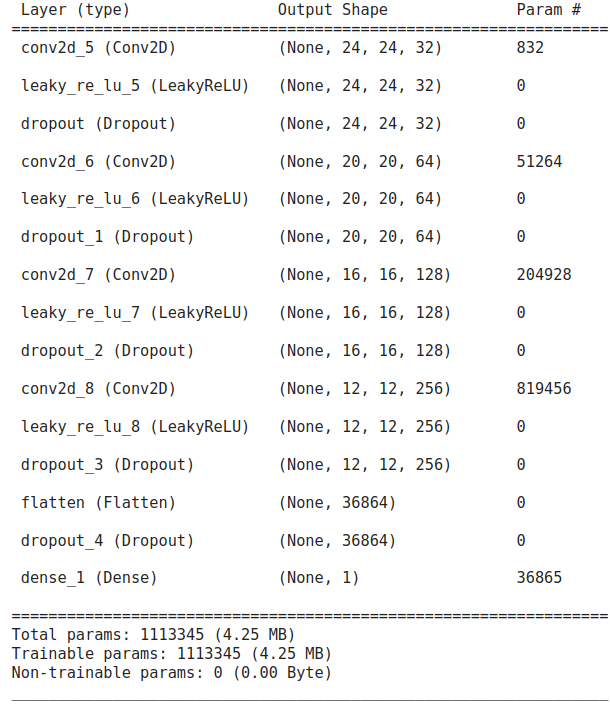 Layer (type) Output Shape Param #
=================================================================
conv2d_5 (Conv2D) (None, 24, 24, 32) 832
leaky_re_lu_5 (LeakyReLU) (None, 24, 24, 32) 0
dropout (Dropout) (None, 24, 24, 32) 0
conv2d_6 (Conv2D) (None, 20, 20, 64) 51264
leaky_re_lu_6 (LeakyReLU) (None, 20, 20, 64) 0
dropout_1 (Dropout) (None, 20, 20, 64) 0
conv2d_7 (Conv2D) (None, 16, 16, 128) 204928
leaky_re_lu_7 (LeakyReLU) (None, 16, 16, 128) 0
dropout_2 (Dropout) (None, 16, 16, 128) 0
conv2d_8 (Conv2D) (None, 12, 12, 256) 819456
leaky_re_lu_8 (LeakyReLU) (None, 12, 12, 256) 0
dropout_3 (Dropout) (None, 12, 12, 256) 0
flatten (Flatten) (None, 36864) 0
dropout_4 (Dropout) (None, 36864) 0
dense_1 (Dense) (None, 1) 36865
=================================================================
Total params: 1113345 (4.25 MB)
Trainable params: 1113345 (4.25 MB)
Non-trainable params: 0 (0.00 Byte)
_________________________________________________________________